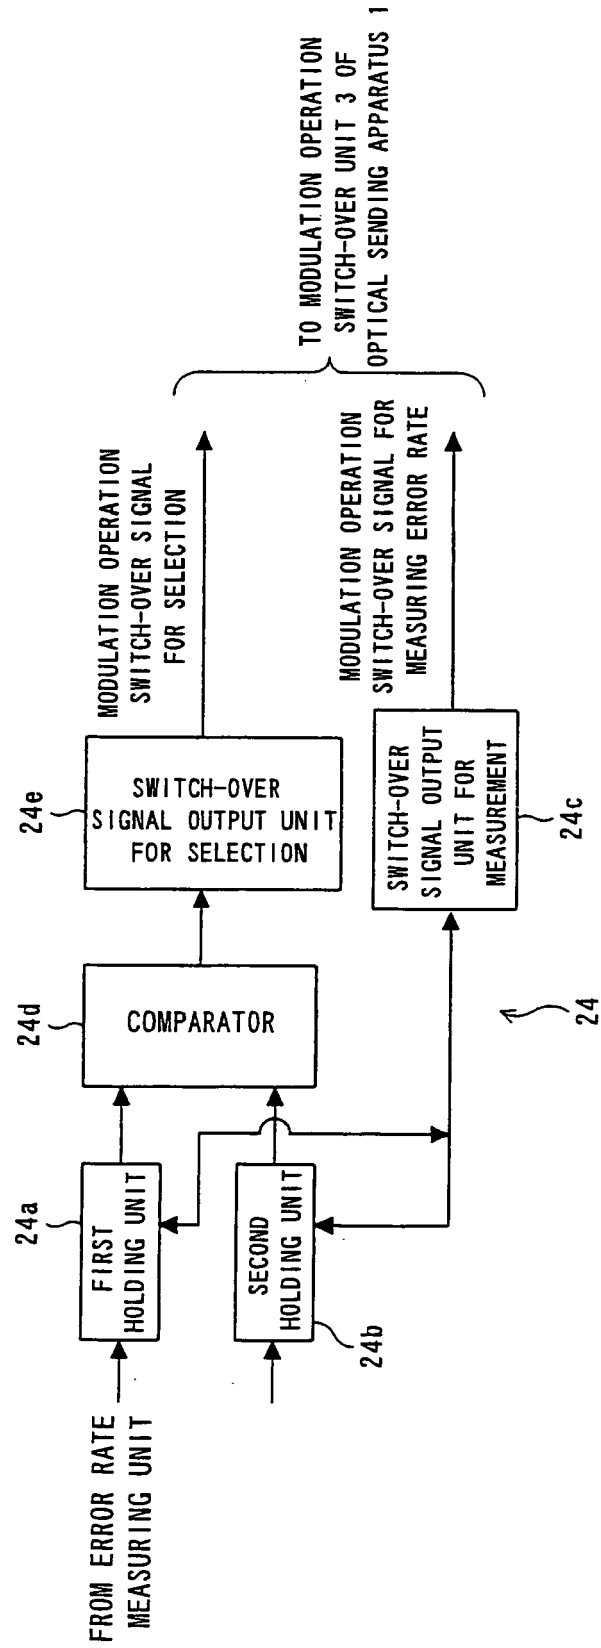 FROM ERROR RATE
MEASURING UNIT
24a
FIRST
HOLDING UNIT
SECOND
HOLDING UNIT
24b
24d
COMPARATOR
24e
SWITCH-OVER
SIGNAL OUTPUT UNIT
FOR SELECTION
SWITCH-OVER
SIGNAL OUTPUT
UNIT FOR
MEASUREMENT
24c
24
MODULATION OPERATION
SWITCH-OVER SIGNAL
FOR SELECTION
MODULATION OPERATION
SWITCH-OVER SIGNAL FOR
MEASURING ERROR RATE
TO MODULATION OPERATION
SWITCH-OVER UNIT 3 OF
OPTICAL SENDING APPARATUS 1